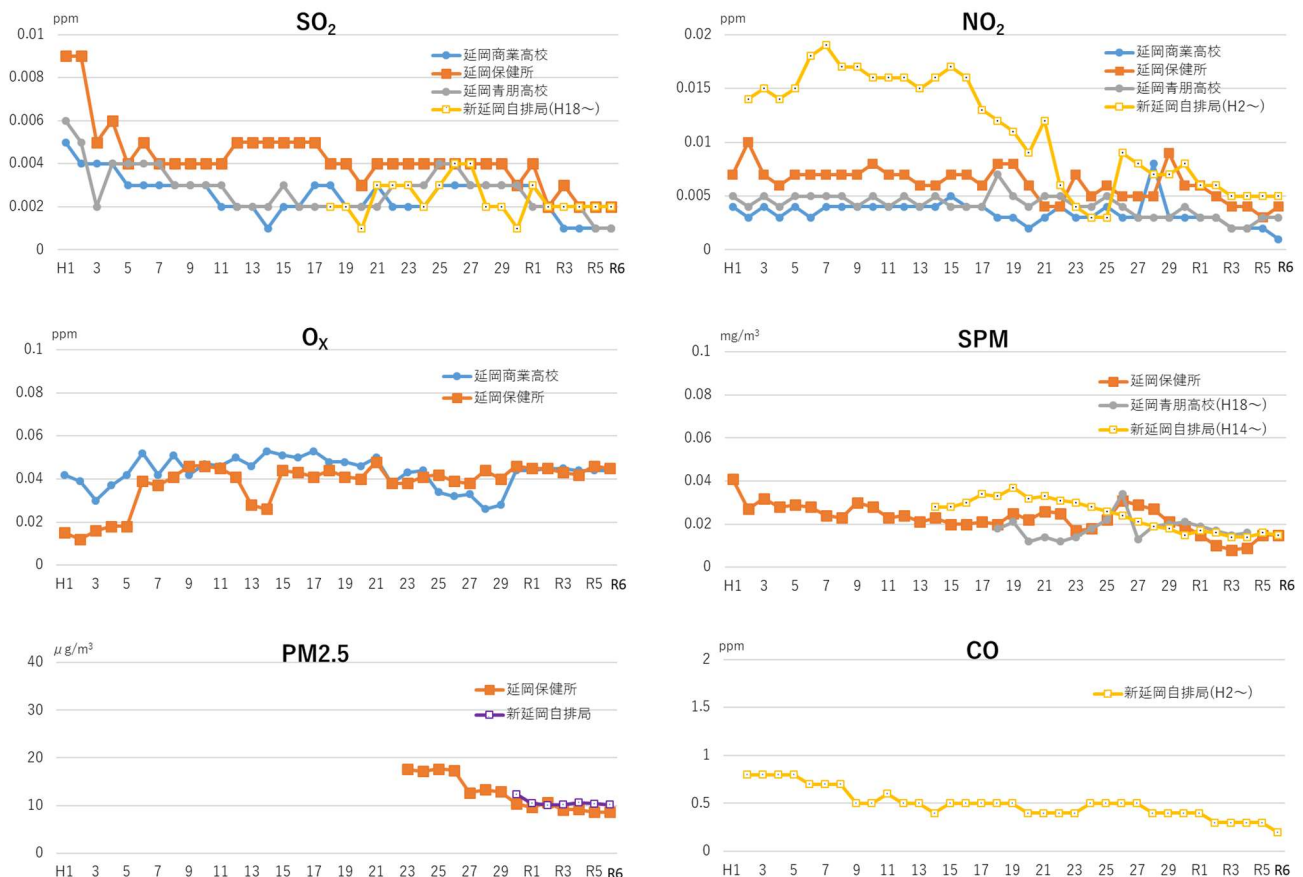 SO₂
ppm
0.01
0.008
0.006
0.004
0.002
0
延岡商業高校
延岡保健所
延岡青朋高校
新延岡自排局(H18～)
H1 3 5 7 9 11 13 15 17 19 21 23 25 27 29 R1 R3 R5 R6
NO₂
ppm
0.02
0.015
0.01
0.005
0
延岡商業高校
延岡保健所
延岡青朋高校
新延岡自排局(H2～)
H1 3 5 7 9 11 13 15 17 19 21 23 25 27 29 R1 R3 R5 R6
Oₓ
ppm
0.1
0.08
0.06
0.04
0.02
0
延岡商業高校
延岡保健所
H1 3 5 7 9 11 13 15 17 19 21 23 25 27 29 R1 R3 R5 R6
SPM
mg/m³
0.1
0.08
0.06
0.04
0.02
0
延岡保健所
延岡青朋高校(H18～)
新延岡自排局(H14～)
H1 3 5 7 9 11 13 15 17 19 21 23 25 27 29 R1 R3 R5 R6
PM2.5
μg/m³
40
30
20
10
0
延岡保健所
新延岡自排局
H1 3 5 7 9 11 13 15 17 19 21 23 25 27 29 R1 R3 R5 R6
CO
ppm
2
1.5
1
0.5
0
新延岡自排局(H2～)
H1 3 5 7 9 11 13 15 17 19 21 23 25 27 29 R1 R3 R5 R6